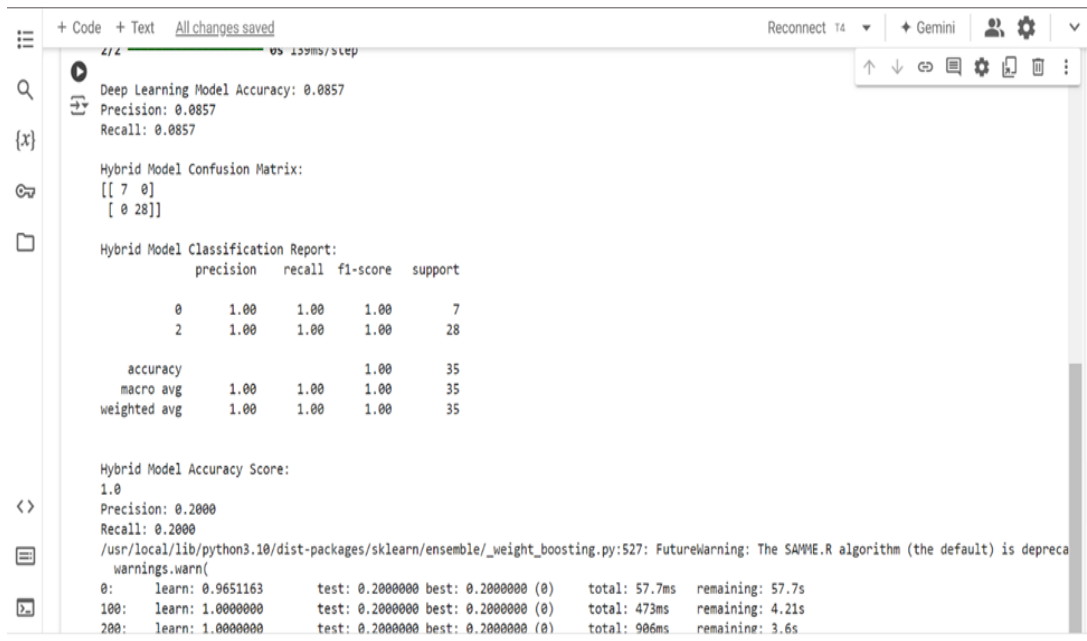 + Code + Text All changes saved Reconnect T4 Gemini
{x}
2/2 0s 139ms/step
Deep Learning Model Accuracy: 0.0857
Precision: 0.0857
Recall: 0.0857
Hybrid Model Confusion Matrix:
[[ 7 0]
[ 0 28]]
Hybrid Model Classification Report:
precision recall f1-score support
0 1.00 1.00 1.00 7
2 1.00 1.00 1.00 28
accuracy 1.00 35
macro avg 1.00 1.00 1.00 35
weighted avg 1.00 1.00 1.00 35
Hybrid Model Accuracy Score:
1.0
Precision: 0.2000
Recall: 0.2000
/usr/local/lib/python3.10/dist-packages/sklearn/ensemble/_weight_boosting.py:527: FutureWarning: The SAMME.R algorithm (the default) is depreca
warnings.warn(
0: learn: 0.9651163 test: 0.2000000 best: 0.2000000 (0) total: 57.7ms remaining: 57.7s
100: learn: 1.0000000 test: 0.2000000 best: 0.2000000 (0) total: 473ms remaining: 4.21s
200: learn: 1.0000000 test: 0.2000000 best: 0.2000000 (0) total: 906ms remaining: 3.6s